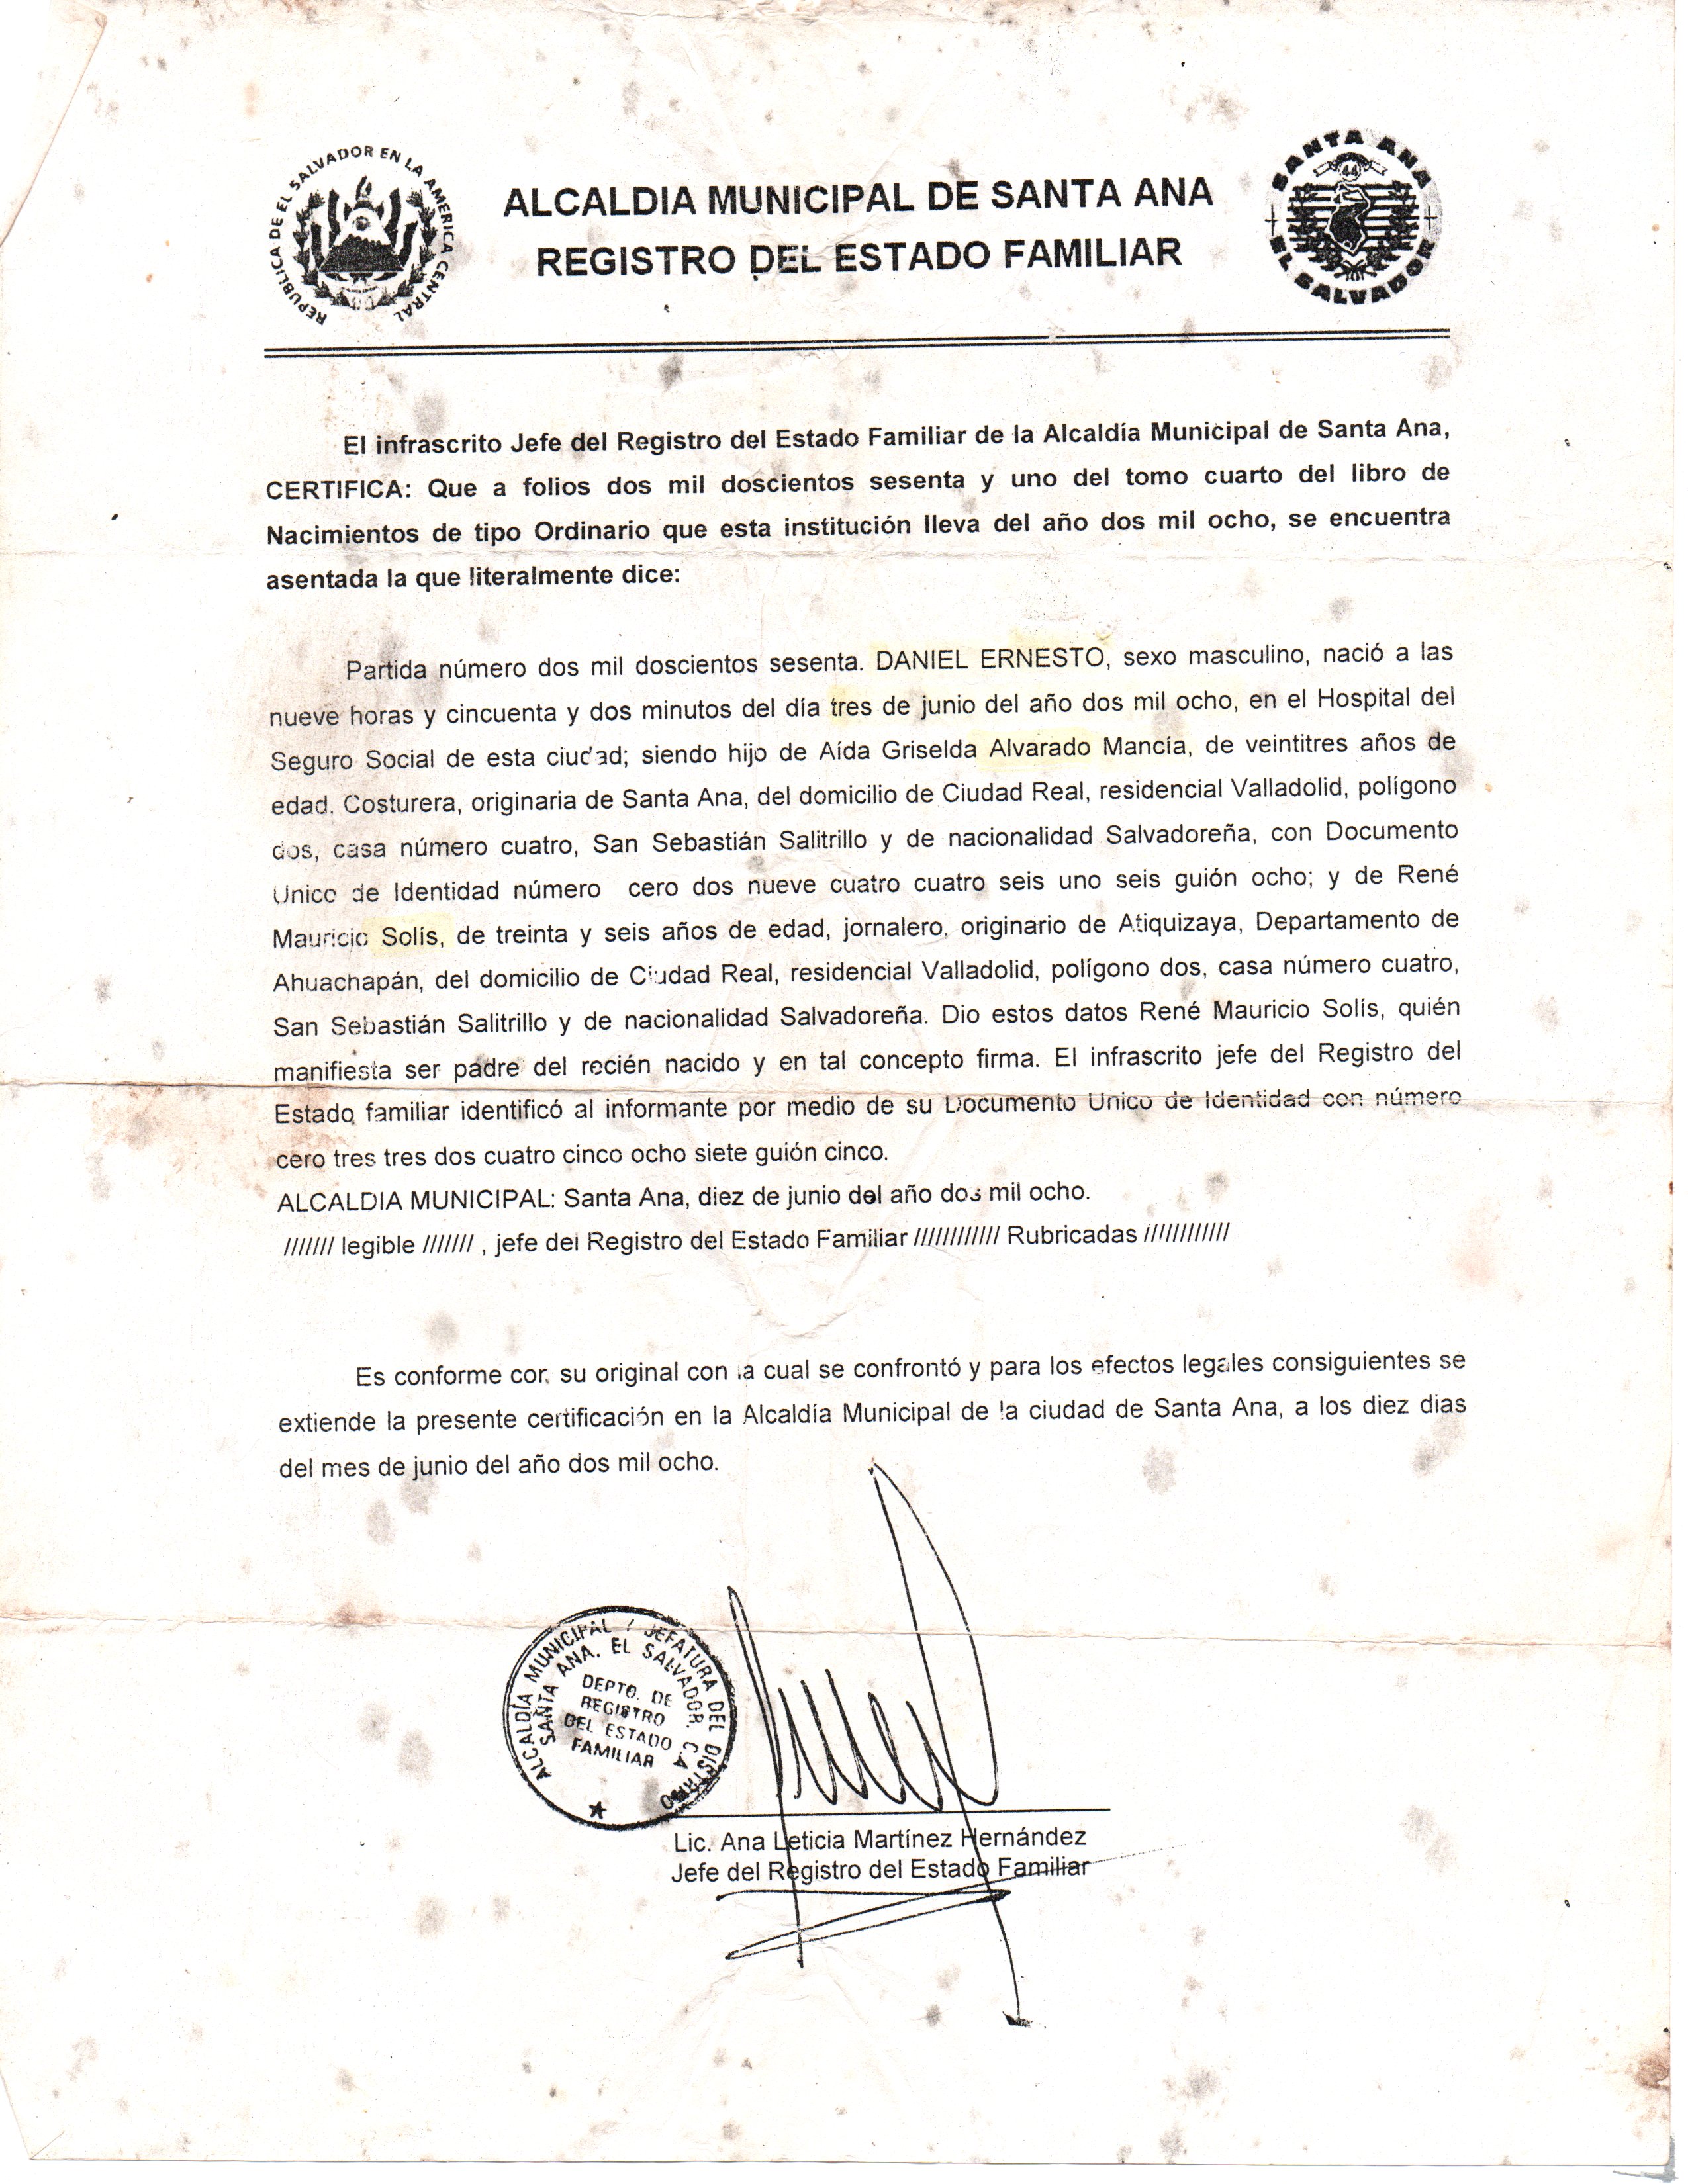 REPUBLICA DE EL SALVADOR EN LA AMERICA CENTRAL
ALCALDIA MUNICIPAL DE SANTA ANA
REGISTRO DEL ESTADO FAMILIAR
SANTA ANA
44
EL SALVADOR
El infrascrito Jefe del Registro del Estado Familiar de la Alcaldía Municipal de Santa Ana,
CERTIFICA: Que a folios dos mil doscientos sesenta y uno del tomo cuarto del libro de
Nacimientos de tipo Ordinario que esta institución lleva del año dos mil ocho, se encuentra
asentada la que literalmente dice:
Partida número dos mil doscientos sesenta. DANIEL ERNESTO, sexo masculino, nació a las
nueve horas y cincuenta y dos minutos del día tres de junio del año dos mil ocho, en el Hospital del
Seguro Social de esta ciudad; siendo hijo de Aída Griselda Alvarado Mancía, de veintitres años de
edad. Costurera, originaria de Santa Ana, del domicilio de Ciudad Real, residencial Valladolid, polígono
dos, casa número cuatro, San Sebastián Salitrillo y de nacionalidad Salvadoreña, con Documento
Unico de Identidad número cero dos nueve cuatro cuatro seis uno seis guión ocho; y de René
Mauricio Solís, de treinta y seis años de edad, jornalero, originario de Atiquizaya, Departamento de
Ahuachapán, del domicilio de Ciudad Real, residencial Valladolid, polígono dos, casa número cuatro,
San Sebastián Salitrillo y de nacionalidad Salvadoreña. Dio estos datos René Mauricio Solís, quién
manifiesta ser padre del recién nacido y en tal concepto firma. El infrascrito jefe del Registro del
Estado familiar identificó al informante por medio de su Documento Unico de Identidad con número
cero tres tres dos cuatro cinco ocho siete guión cinco.
ALCALDIA MUNICIPAL: Santa Ana, diez de junio del año dos mil ocho.
/////// legible /////// , jefe del Registro del Estado Familiar //////////// Rubricadas ////////////
Es conforme con su original con la cual se confrontó y para los efectos legales consiguientes se
extiende la presente certificación en la Alcaldía Municipal de la ciudad de Santa Ana, a los diez dias
del mes de junio del año dos mil ocho.
ALCALDÍA MUNICIPAL / JEFATURA DEL DISTRITO
SANTA ANA, EL SALVADOR. C.A
DEPTO. DE
REGISTRO
DEL ESTADO
FAMILIAR
Lic. Ana Leticia Martínez Hernández
Jefe del Registro del Estado Familiar